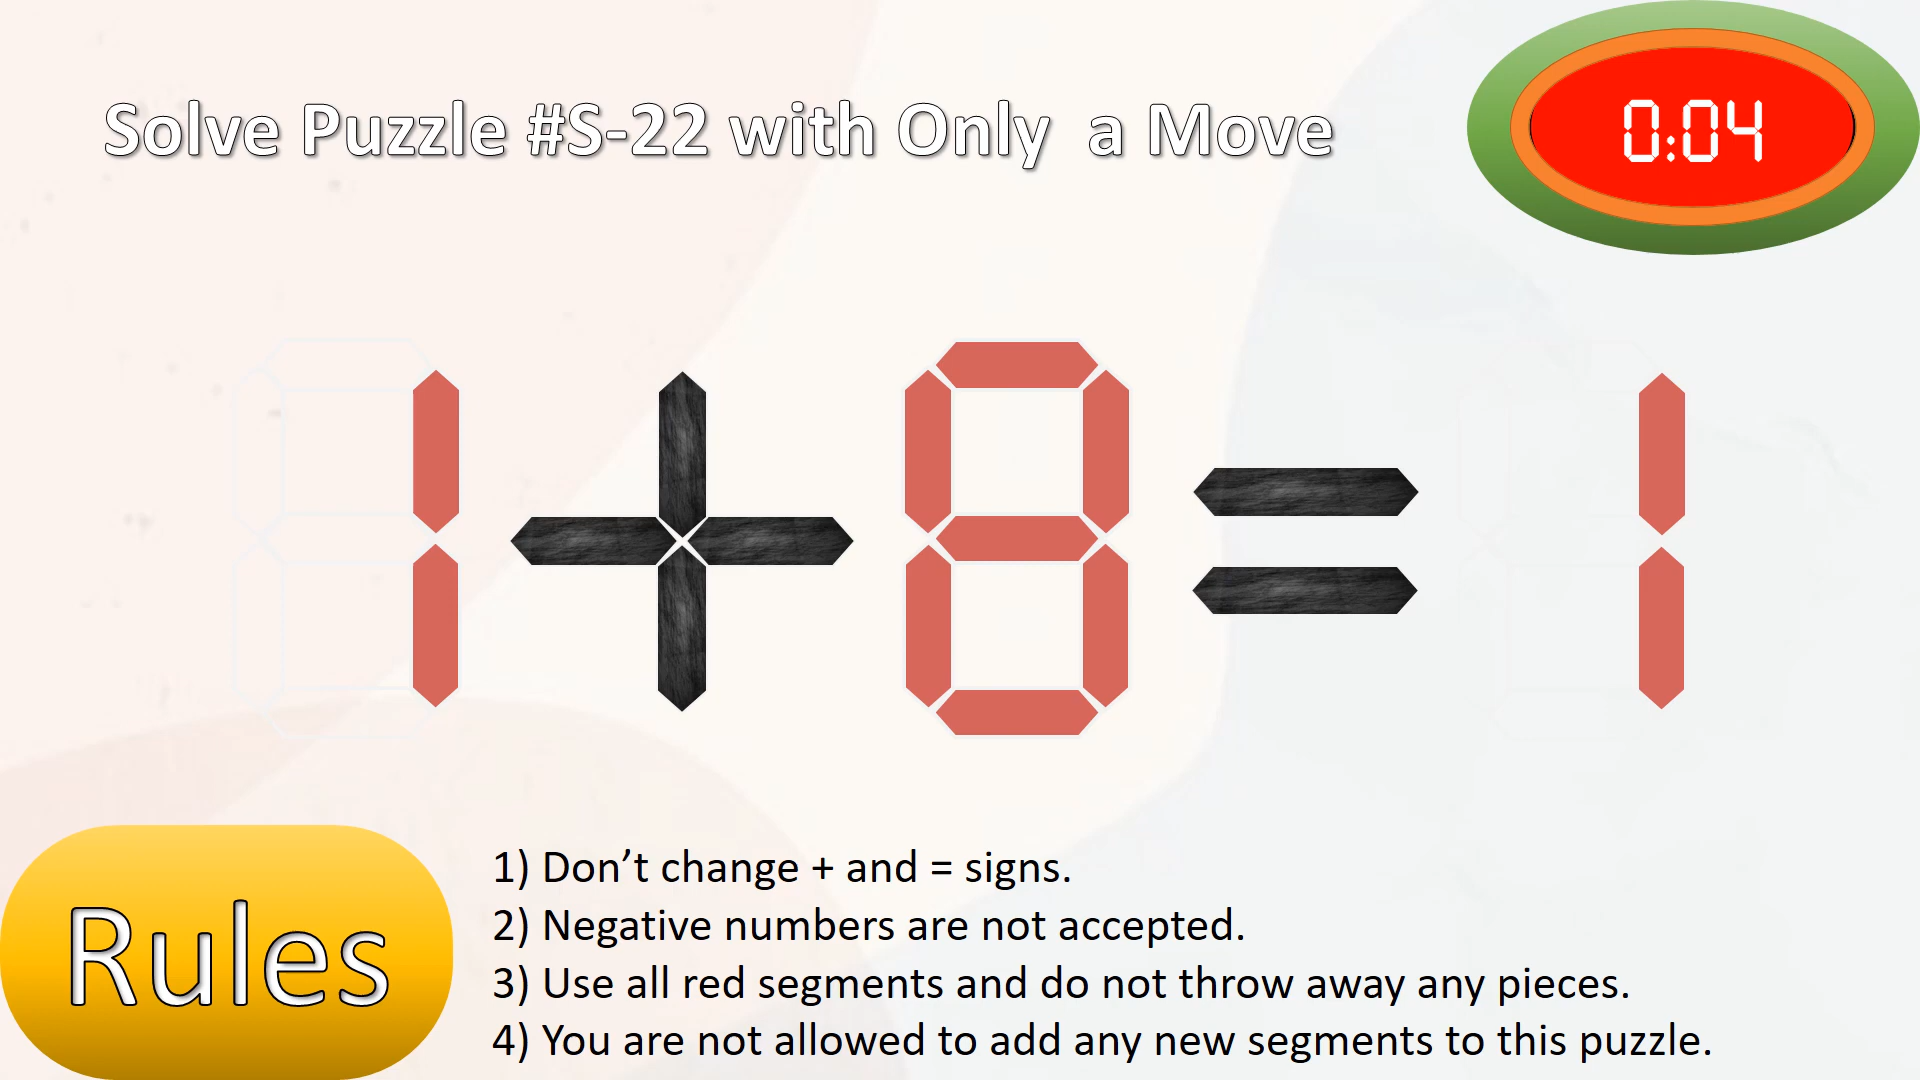 Solve Puzzle #S-22 with Only a Move
0:04
1+8=1
Rules
1) Don’t change + and = signs.
2) Negative numbers are not accepted.
3) Use all red segments and do not throw away any pieces.
4) You are not allowed to add any new segments to this puzzle.